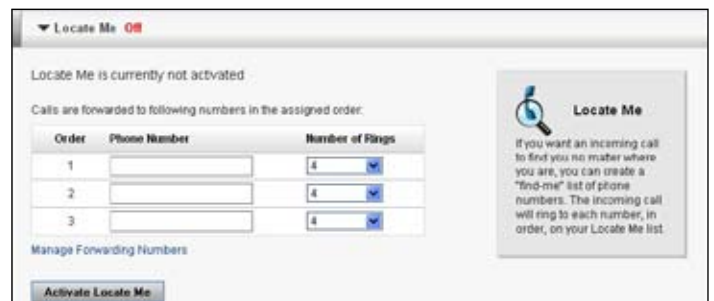 Locate Me Off
Locate Me is currently not activated
Calls are forwarded to following numbers in the assigned order:
Order Phone Number Number of Rings
1 4
2 4
3 4
Manage Forwarding Numbers
Activate Locate Me
Locate Me
If you want an incoming call
to find you no matter where
you are, you can create a
"find-me" list of phone
numbers. The incoming call
will ring to each number, in
order, on your Locate Me list.